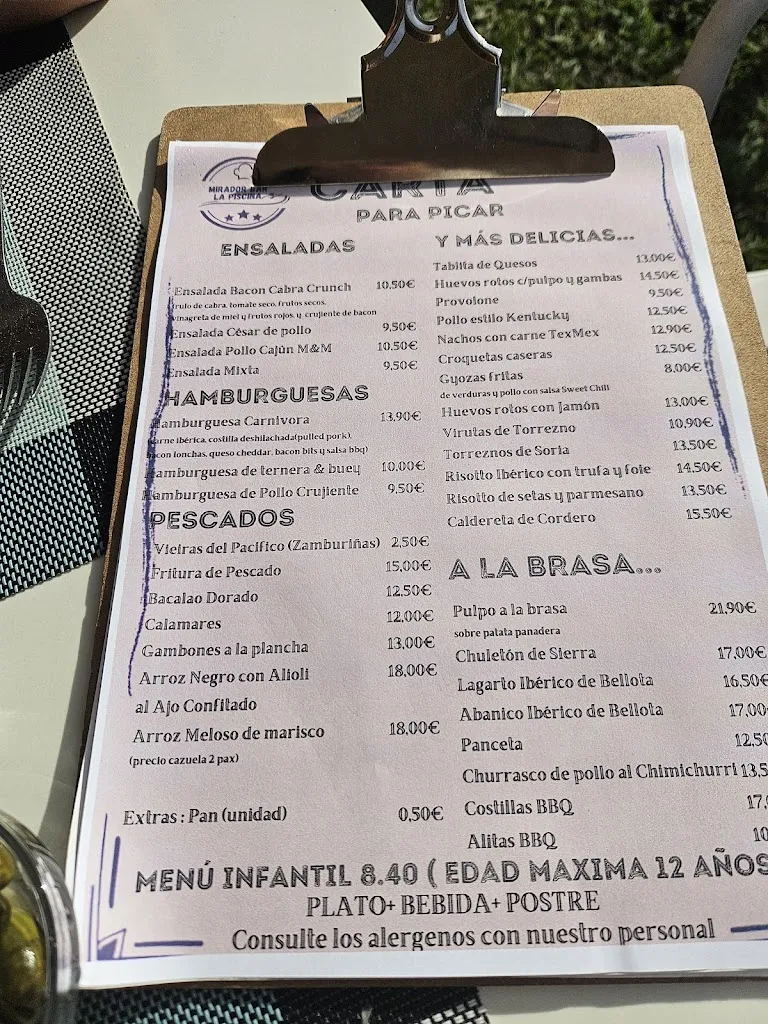 MIRADOR BAR
LA PISCINA
CARTA
PARA PICAR
ENSALADAS
Ensalada Bacon Cabra Crunch 10,50€
rulo de cabra, tomate seco, frutos secos,
vinagreta de miel y frutos rojos, y crujiente de bacon
Ensalada César de pollo 9,50€
Ensalada Pollo Cajún M&M 10,50€
Ensalada Mixta 9,50€
HAMBURGUESAS
Hamburguesa Carnivora 13,90€
carne ibérica, costilla deshilachada(pulled pork),
bacon lonchas, queso cheddar, bacon bits y salsa bbq)
Hamburguesa de ternera & buey 10,00€
Hamburguesa de Pollo Crujiente 9,50€
PESCADOS
Vieiras del Pacífico (Zamburiñas) 2,50€
Fritura de Pescado 15,00€
Bacalao Dorado 12,50€
Calamares 12,00€
Gambones a la plancha 13,00€
Arroz Negro con Alioli 18,00€
al Ajo Confitado
Arroz Meloso de marisco 18,00€
(precio cazuela 2 pax)
Extras : Pan (unidad) 0,50€
Y MÁS DELICIAS...
Tablita de Quesos 13,00€
Huevos rotos c/pulpo y gambas 14,50€
Provolone 9,50€
Pollo estilo Kentucky 12,50€
Nachos con carne TexMex 12,90€
Croquetas caseras 12,50€
Gyozas fritas 8,00€
de verduras y pollo con salsa Sweet Chili
Huevos rotos con Jamón 13,00€
Virutas de Torrezno 10,90€
Torreznos de Soria 13,50€
Risotto Ibérico con trufa y foie 14,50€
Risotto de setas y parmesano 13,50€
Caldereta de Cordero 15,50€
A LA BRASA...
Pulpo a la brasa 21,90€
sobre patata panadera
Chuletón de Sierra 17,00€
Lagarto Ibérico de Bellota 16,50€
Abanico Ibérico de Bellota 17,00
Panceta 12,50
Churrasco de pollo al Chimichurri 13,5
Costillas BBQ 17,
Alitas BBQ 10
MENÚ INFANTIL 8.40 ( EDAD MAXIMA 12 AÑOS
PLATO+ BEBIDA+ POSTRE
Consulte los alergenos con nuestro personal